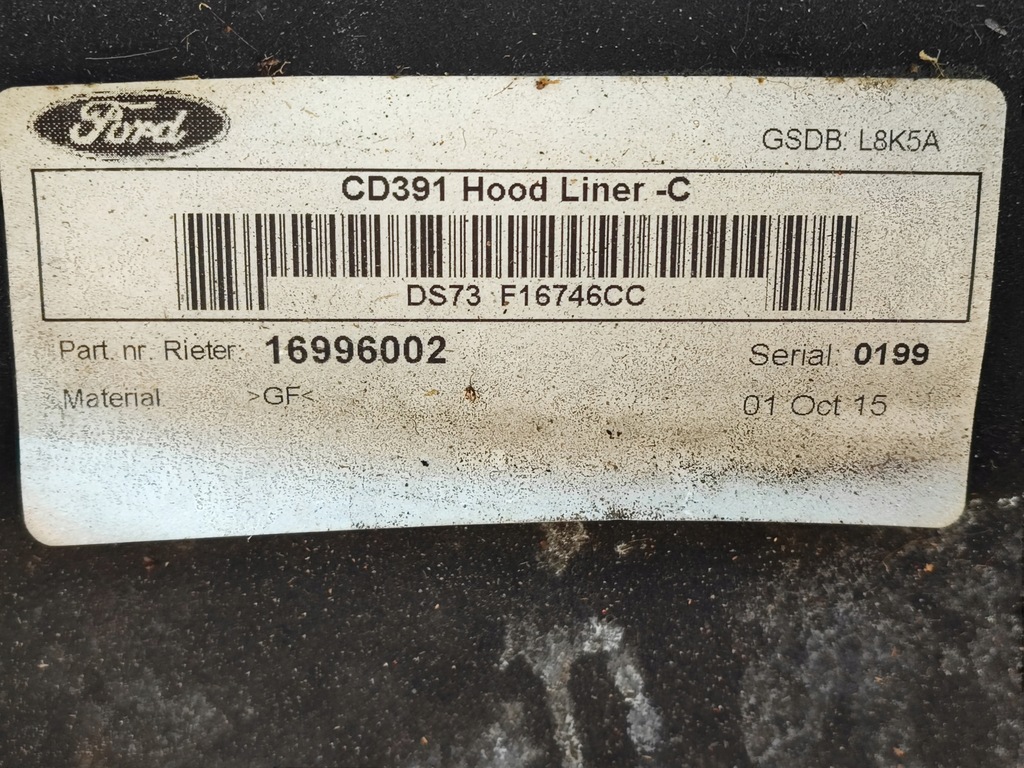 Ford
GSDB: L8K5A
CD391 Hood Liner -C
DS73 F16746CC
Part. nr. Rieter: 16996002
Serial: 0199
Material >GF<
01 Oct 15